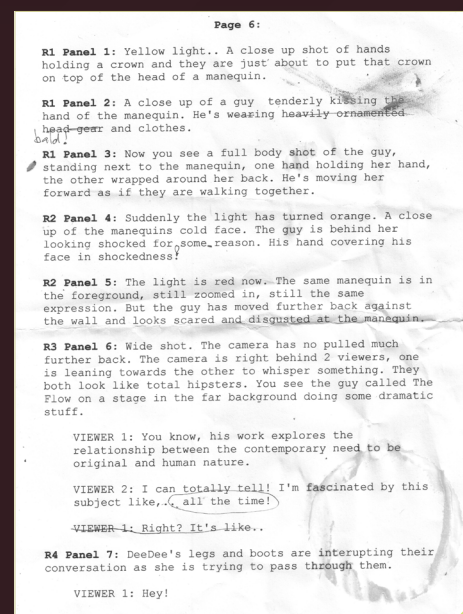 Page 6:
R1 Panel 1: Yellow light.. A close up shot of hands
holding a crown and they are just about to put that crown
on top of the head of a manequin.
R1 Panel 2: A close up of a guy tenderly kissing the
hand of the manequin. He's wearing heavily ornamented
head gear and clothes.
bald!
R1 Panel 3: Now you see a full body shot of the guy,
standing next to the manequin, one hand holding her hand,
the other wrapped around her back. He's moving her
forward as if they are walking together.
R2 Panel 4: Suddenly the light has turned orange. A close
up of the manequins cold face. The guy is behind her
looking shocked for some reason. His hand covering his
face in shockedness!
R2 Panel 5: The light is red now. The same manequin is in
the foreground, still zoomed in, still the same
expression. But the guy has moved further back against
the wall and looks scared and disgusted at the manequin.
R3 Panel 6: Wide shot. The camera has no pulled much
further back. The camera is right behind 2 viewers, one
is leaning towards the other to whisper something. They
both look like total hipsters. You see the guy called The
Flow on a stage in the far background doing some dramatic
stuff.
VIEWER 1: You know, his work explores the
relationship between the contemporary need to be
original and human nature.
VIEWER 2: I can totally tell! I'm fascinated by this
subject like,.. all the time!
VIEWER 1: Right? It's like..
R4 Panel 7: DeeDee's legs and boots are interupting their
conversation as she is trying to pass through them.
VIEWER 1: Hey!